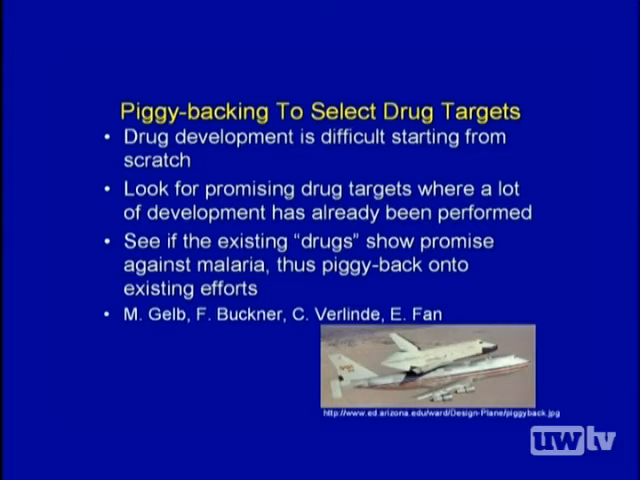 Piggy-backing To Select Drug Targets
• Drug development is difficult starting from
scratch
• Look for promising drug targets where a lot
of development has already been performed
• See if the existing “drugs” show promise
against malaria, thus piggy-back onto
existing efforts
• M. Gelb, F. Buckner, C. Verlinde, E. Fan
http://www.ed.arizona.edu/ward/Design-Plane/piggyback.jpg
uwtv